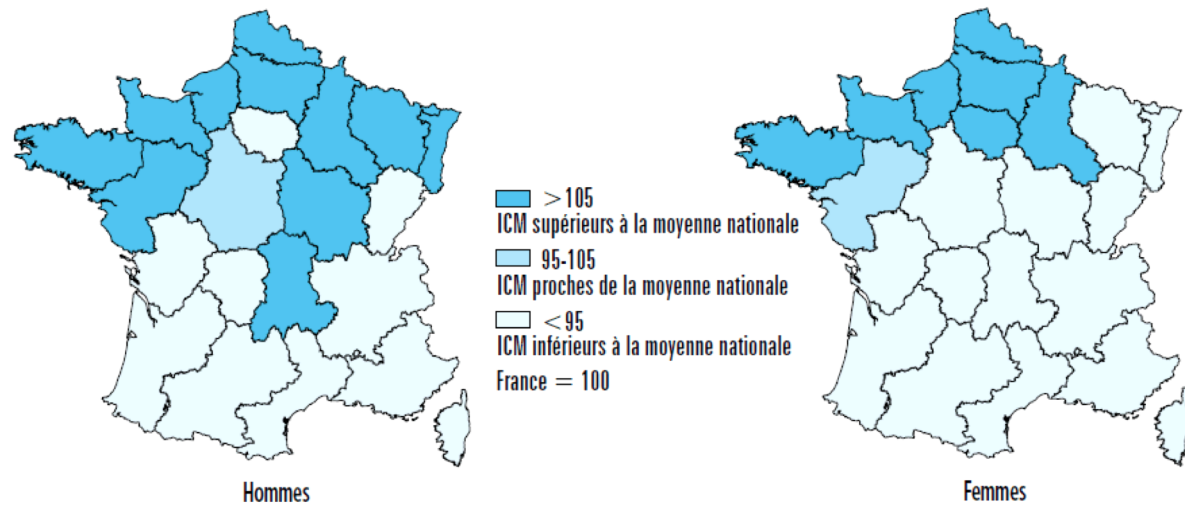 >105
ICM supérieurs à la moyenne nationale
95-105
ICM proches de la moyenne nationale
<95
ICM inférieurs à la moyenne nationale
France = 100
Hommes
Femmes